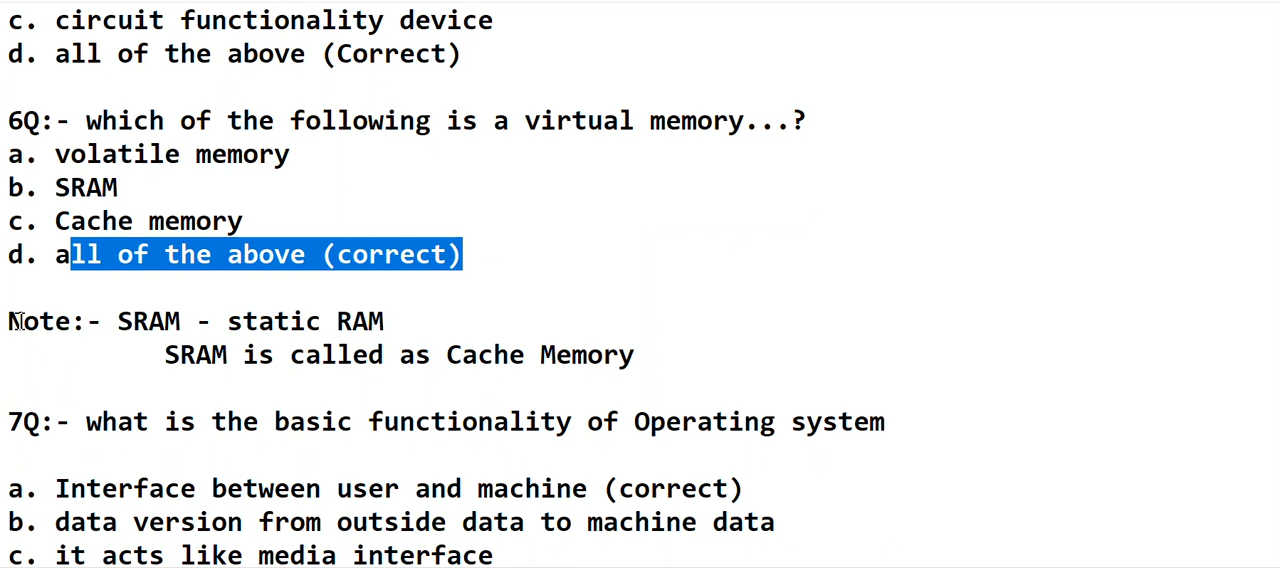 c. circuit functionality device
d. all of the above (Correct)
6Q:- which of the following is a virtual memory...?
a. volatile memory
b. SRAM
c. Cache memory
d. all of the above (correct)
Note:- SRAM - static RAM
SRAM is called as Cache Memory
7Q:- what is the basic functionality of Operating system
a. Interface between user and machine (correct)
b. data version from outside data to machine data
c. it acts like media interface